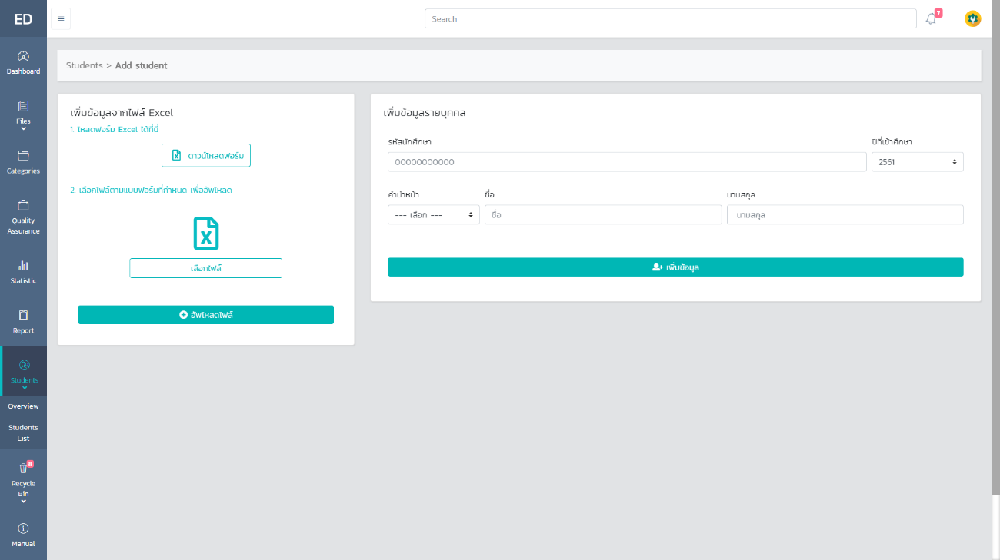 ED
Search
7
Dashboard
Files
Categories
Quality
Assurance
Statistic
Report
Students
Overview
Students
List
8
Recycle
Bin
Manual
Students > Add student
เพิ่มข้อมูลจากไฟล์ Excel
1. โหลดฟอร์ม Excel ได้ที่นี่
ดาวน์โหลดฟอร์ม
2. เลือกไฟล์ตามแบบฟอร์มที่กำหนด เพื่ออัพโหลด
เลือกไฟล์
อัพโหลดไฟล์
เพิ่มข้อมูลรายบุคคล
รหัสนักศึกษา ปีที่เข้าศึกษา
00000000000 2561
คำนำหน้า ชื่อ นามสกุล
--- เลือก --- ชื่อ นามสกุล
เพิ่มข้อมูล